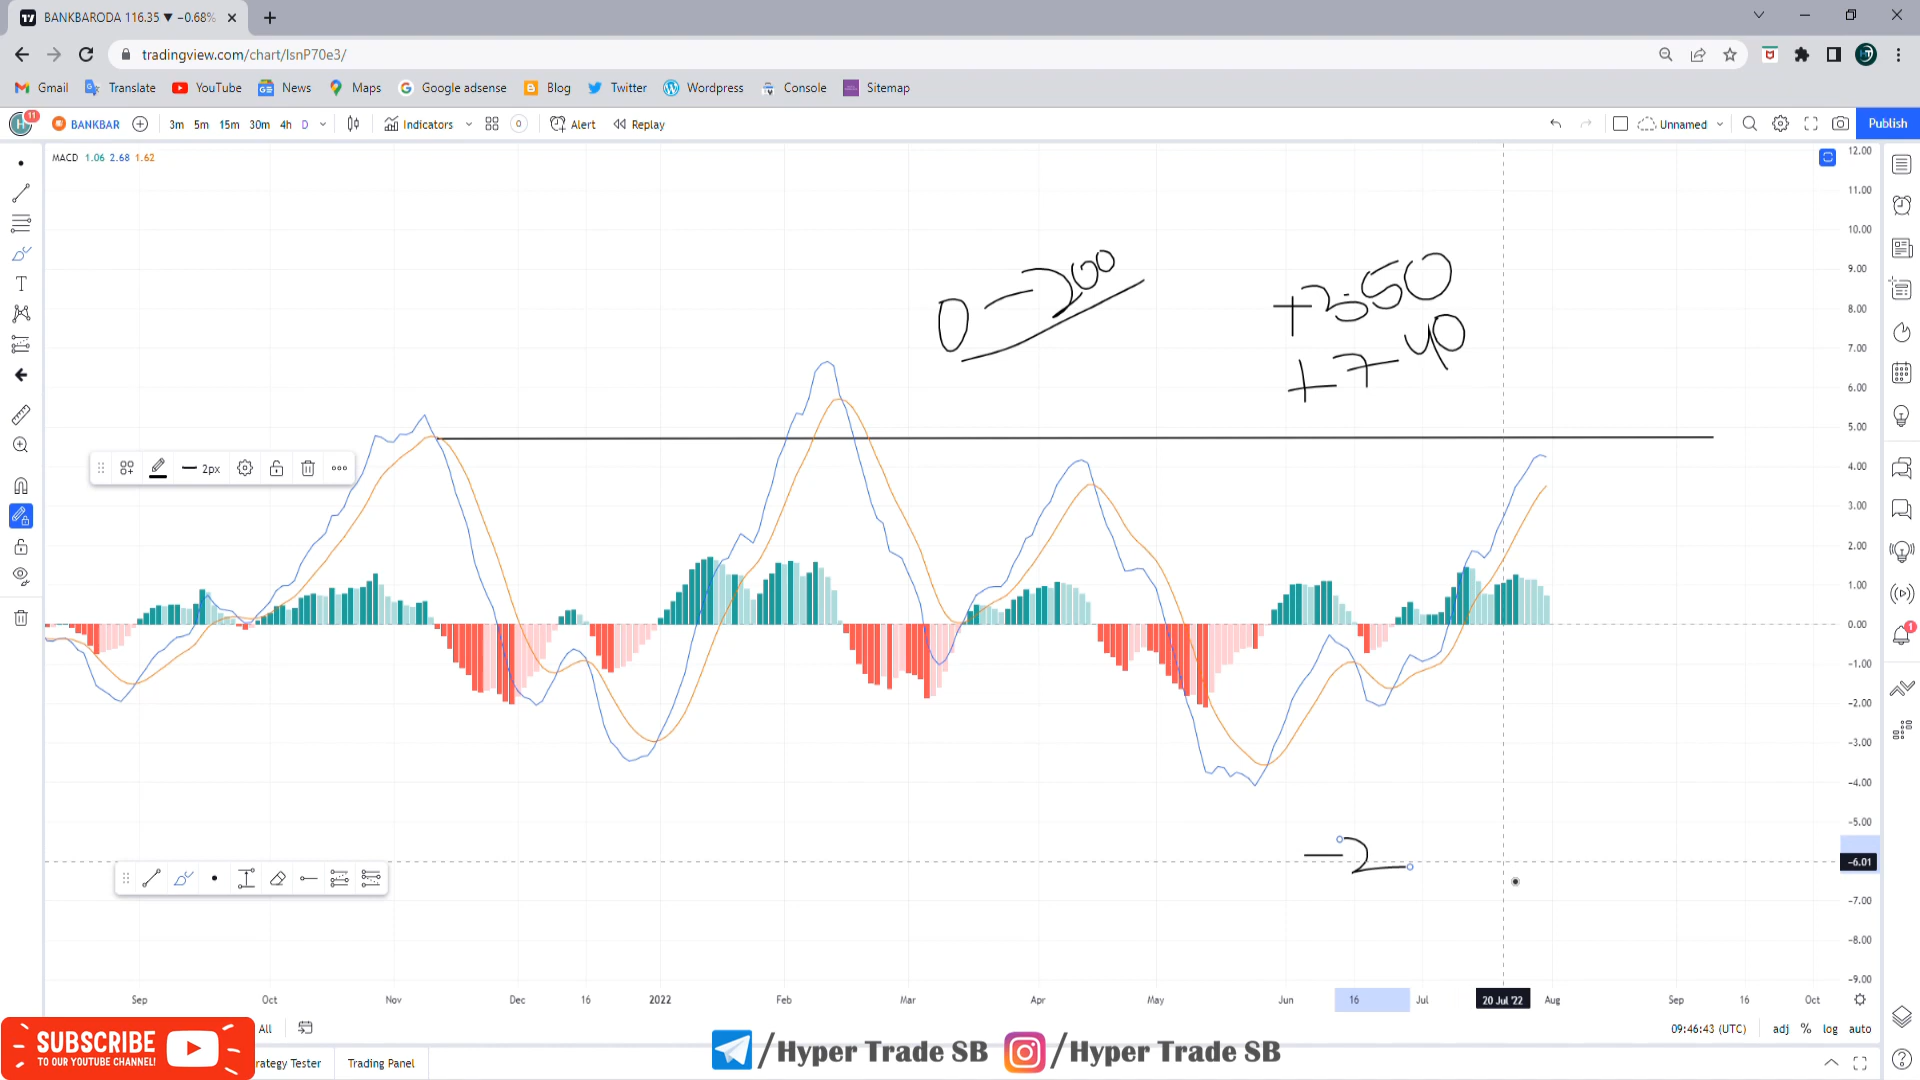 BANKBARODA 116.35 ▼ −0.68%
tradingview.com/chart/IsnP70e3/
Gmail Translate YouTube News Maps Google adsense Blog Twitter Wordpress Console Sitemap
11
BANKBAR 3m 5m 15m 30m 4h D Indicators Alert Replay Unnamed Publish
MACD 1.06 2.68 1.62
12.00
11.00
10.00
9.00
8.00
7.00
6.00
5.00
4.00
3.00
2.00
1.00
0.00
−1.00
−2.00
−3.00
−4.00
−5.00
−6.01
−7.00
−8.00
−9.00
0 − 200
+3.50
+7-40
2px
−2
1
Sep Oct Nov Dec 16 2022 Feb Mar Apr May Jun 16 Jul 20 Jul '22 Aug Sep 16 Oct
All 09:46:43 (UTC) adj % log auto
SUBSCRIBE
TO OUR YOUTUBE CHANNEL!
/Hyper Trade SB /Hyper Trade SB
rategy Tester Trading Panel